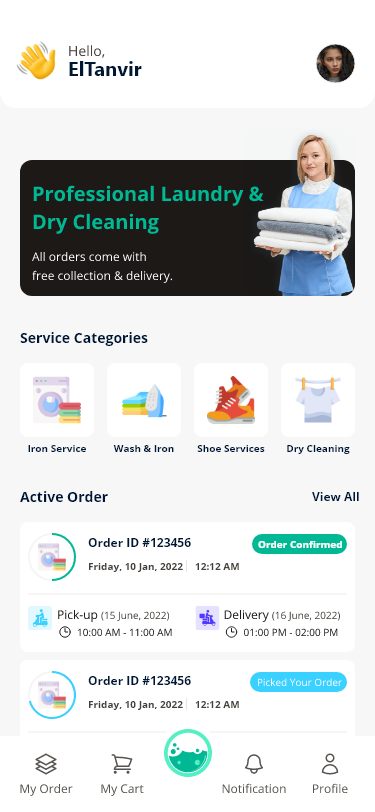 Hello,
ElTanvir
Professional Laundry &
Dry Cleaning
All orders come with
free collection & delivery.
Service Categories
Iron Service
Wash & Iron
Shoe Services
Dry Cleaning
Active Order
View All
Order ID #123456
Order Confirmed
Friday, 10 Jan, 2022
12:12 AM
Pick-up (15 June, 2022)
10:00 AM - 11:00 AM
Delivery (16 June, 2022)
01:00 PM - 02:00 PM
Order ID #123456
Picked Your Order
Friday, 10 Jan, 2022
12:12 AM
My Order
My Cart
Notification
Profile